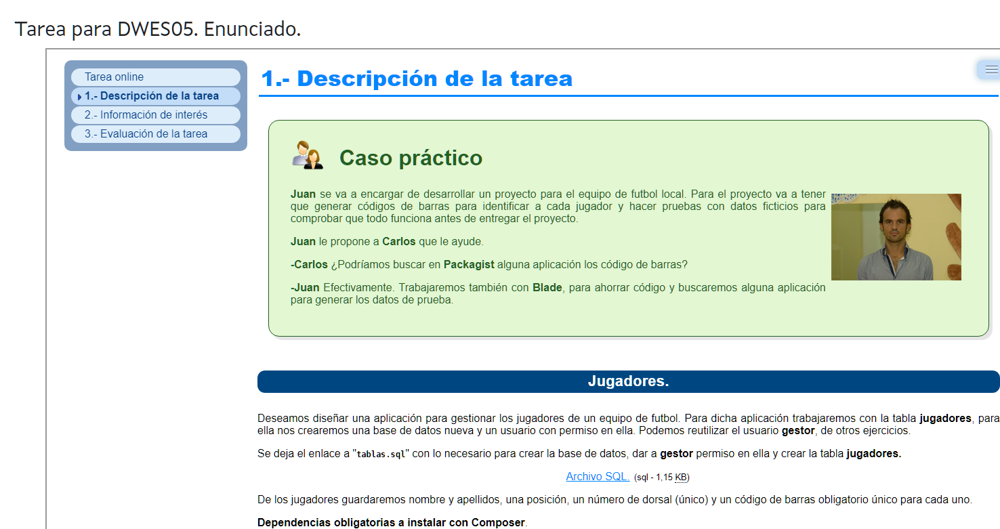 Tarea para DWES05. Enunciado.
Tarea online
1.- Descripción de la tarea
2.- Información de interés
3.- Evaluación de la tarea
1.- Descripción de la tarea
Caso práctico
Juan se va a encargar de desarrollar un proyecto para el equipo de futbol local. Para el proyecto va a tener
que generar códigos de barras para identificar a cada jugador y hacer pruebas con datos ficticios para
comprobar que todo funciona antes de entregar el proyecto.
Juan le propone a Carlos que le ayude.
-Carlos ¿Podríamos buscar en Packagist alguna aplicación los código de barras?
-Juan Efectivamente. Trabajaremos también con Blade, para ahorrar código y buscaremos alguna aplicación
para generar los datos de prueba.
Jugadores.
Deseamos diseñar una aplicación para gestionar los jugadores de un equipo de futbol. Para dicha aplicación trabajaremos con la tabla jugadores, para
ella nos crearemos una base de datos nueva y un usuario con permiso en ella. Podemos reutilizar el usuario gestor, de otros ejercicios.
Se deja el enlace a "tablas.sql" con lo necesario para crear la base de datos, dar a gestor permiso en ella y crear la tabla jugadores.
Archivo SQL. (sql - 1,15 KB)
De los jugadores guardaremos nombre y apellidos, una posición, un número de dorsal (único) y un código de barras obligatorio único para cada uno.
Dependencias obligatorias a instalar con Composer.